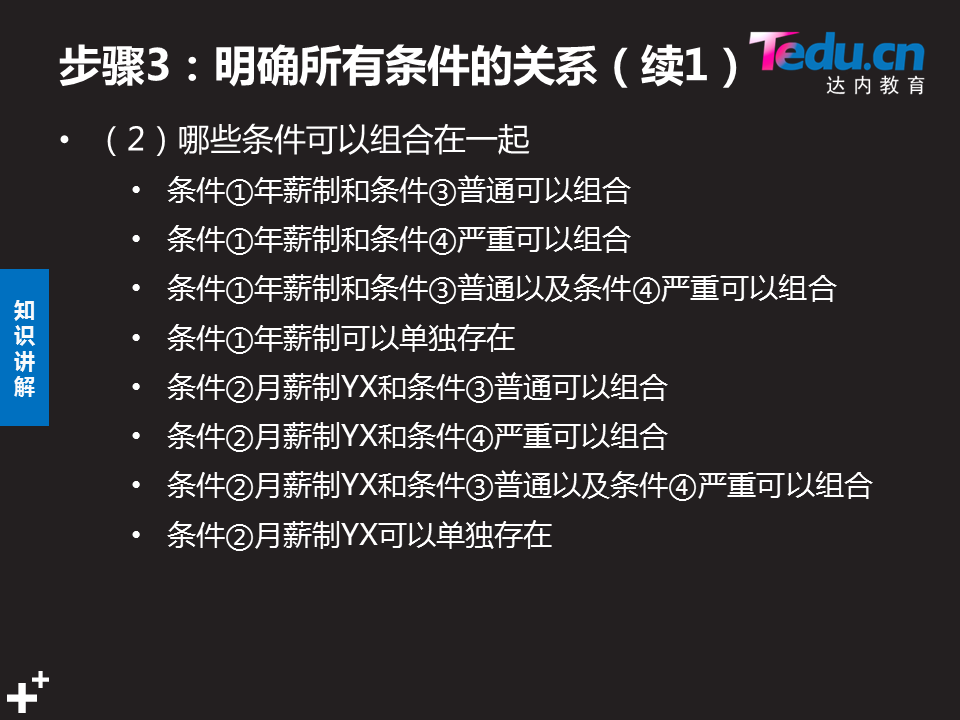 步骤3：明确所有条件的关系（续1）
Tedu.cn
达内教育
• （2）哪些条件可以组合在一起
• 条件①年薪制和条件③普通可以组合
• 条件①年薪制和条件④严重可以组合
• 条件①年薪制和条件③普通以及条件④严重可以组合
• 条件①年薪制可以单独存在
• 条件②月薪制YX和条件③普通可以组合
• 条件②月薪制YX和条件④严重可以组合
• 条件②月薪制YX和条件③普通以及条件④严重可以组合
• 条件②月薪制YX可以单独存在
知识讲解